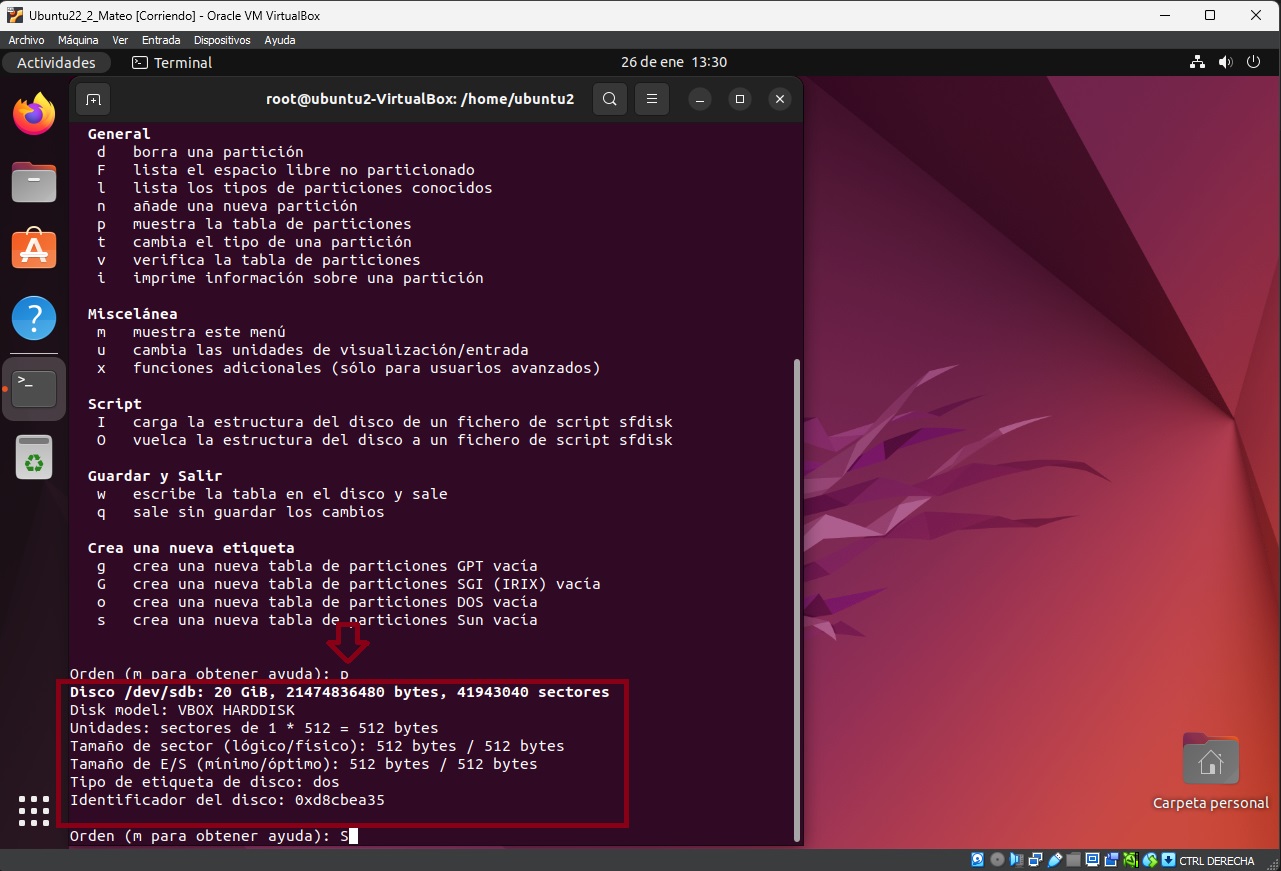 Ubuntu22_2_Mateo [Corriendo] - Oracle VM VirtualBox
Archivo Máquina Ver Entrada Dispositivos Ayuda
Actividades Terminal 26 de ene 13:30
root@ubuntu2-VirtualBox: /home/ubuntu2
General
d borra una partición
F lista el espacio libre no particionado
l lista los tipos de particiones conocidos
n añade una nueva partición
p muestra la tabla de particiones
t cambia el tipo de una partición
v verifica la tabla de particiones
i imprime información sobre una partición
Miscelánea
m muestra este menú
u cambia las unidades de visualización/entrada
x funciones adicionales (sólo para usuarios avanzados)
Script
I carga la estructura del disco de un fichero de script sfdisk
O vuelca la estructura del disco a un fichero de script sfdisk
Guardar y Salir
w escribe la tabla en el disco y sale
q sale sin guardar los cambios
Crea una nueva etiqueta
g crea una nueva tabla de particiones GPT vacía
G crea una nueva tabla de particiones SGI (IRIX) vacía
o crea una nueva tabla de particiones DOS vacía
s crea una nueva tabla de particiones Sun vacía
Orden (m para obtener ayuda): p
Disco /dev/sdb: 20 GiB, 21474836480 bytes, 41943040 sectores
Disk model: VBOX HARDDISK
Unidades: sectores de 1 * 512 = 512 bytes
Tamaño de sector (lógico/físico): 512 bytes / 512 bytes
Tamaño de E/S (mínimo/óptimo): 512 bytes / 512 bytes
Tipo de etiqueta de disco: dos
Identificador del disco: 0xd8cbea35
Orden (m para obtener ayuda): S
Carpeta personal
CTRL DERECHA